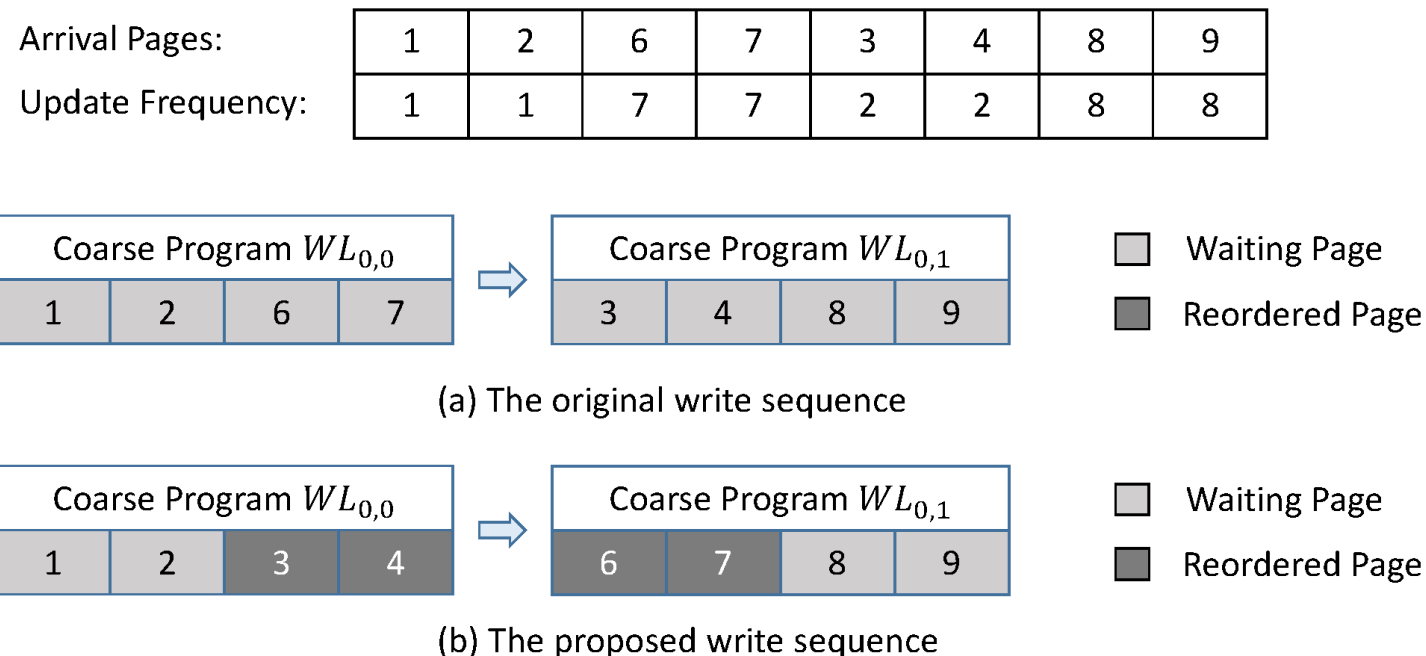 Arrival Pages: 1 2 6 7 3 4 8 9
Update Frequency: 1 1 7 7 2 2 8 8
Coarse Program WL0,0 Coarse Program WL0,1 Waiting Page
1 2 6 7 3 4 8 9 Reordered Page
(a) The original write sequence
Coarse Program WL0,0 Coarse Program WL0,1 Waiting Page
1 2 3 4 6 7 8 9 Reordered Page
(b) The proposed write sequence